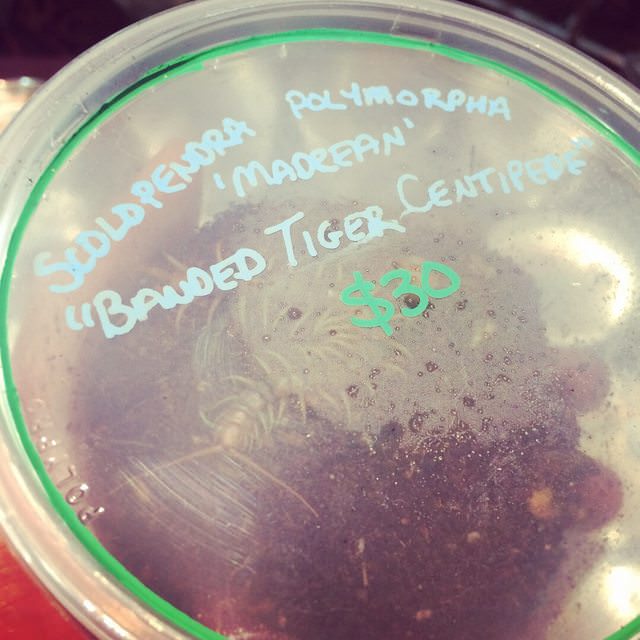 SCOLOPENDRA POLYMORPHA
'MADREAN'
"BANDED TIGER CENTIPEDE"
$30